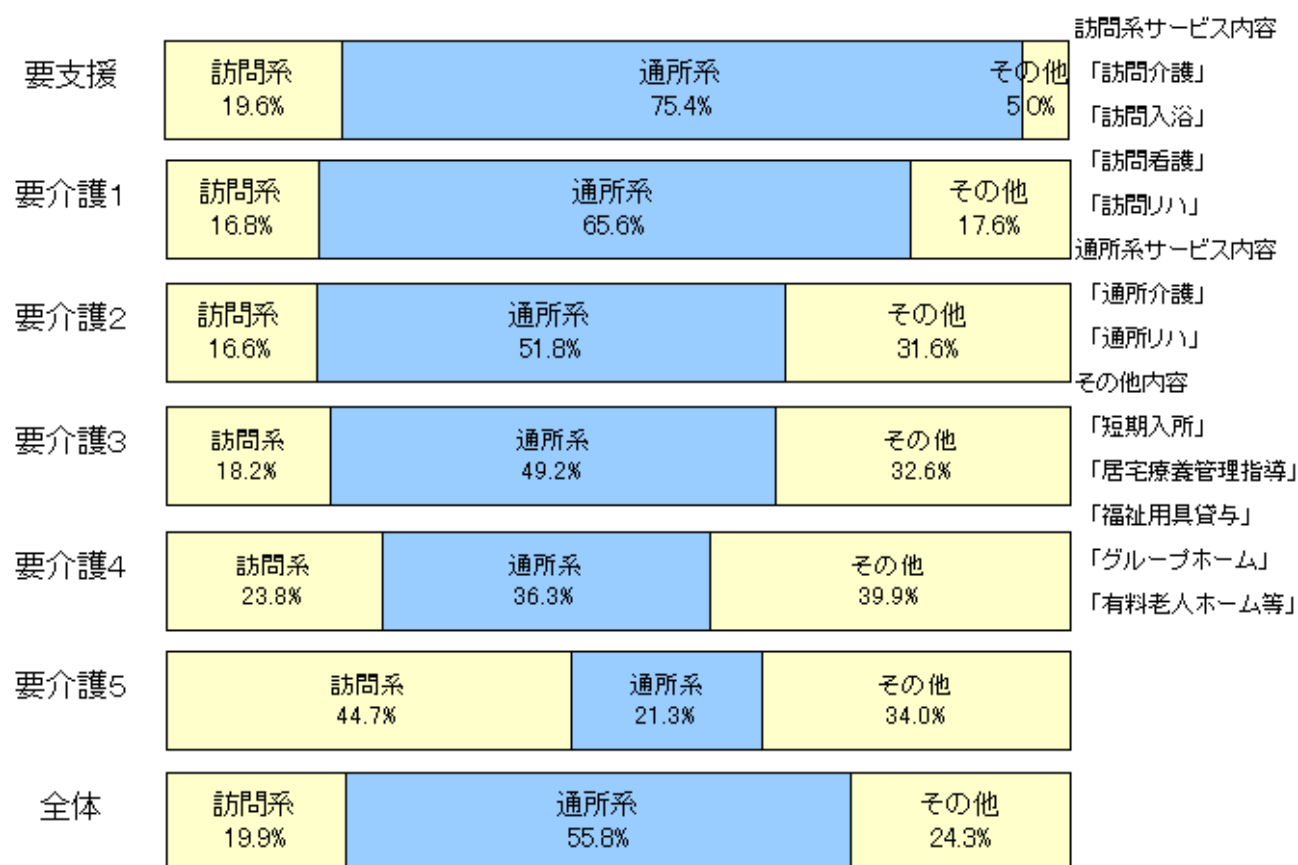 訪問系サービス内容
「訪問介護」
「訪問入浴」
「訪問看護」
「訪問リハ」
通所系サービス内容
「通所介護」
「通所リハ」
その他内容
「短期入所」
「居宅療養管理指導」
「福祉用具貸与」
「グループホーム」
「有料老人ホーム等」
要支援 訪問系 通所系 その他
19.6% 75.4% 5.0%
要介護1 訪問系 通所系 その他
16.8% 65.6% 17.6%
要介護2 訪問系 通所系 その他
16.6% 51.8% 31.6%
要介護3 訪問系 通所系 その他
18.2% 49.2% 32.6%
要介護4 訪問系 通所系 その他
23.8% 36.3% 39.9%
要介護5 訪問系 通所系 その他
44.7% 21.3% 34.0%
全体 訪問系 通所系 その他
19.9% 55.8% 24.3%